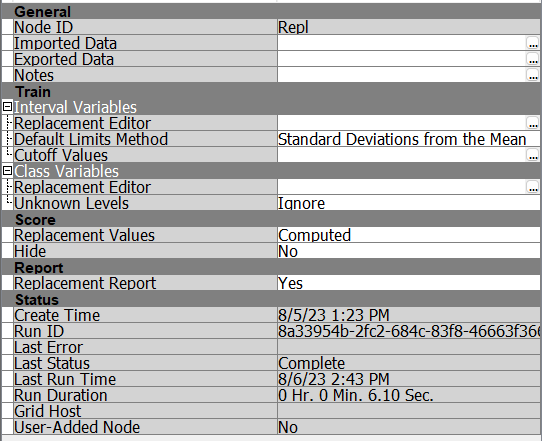 General
Node ID Repl
Imported Data ...
Exported Data ...
Notes ...
Train
Interval Variables
Replacement Editor ...
Default Limits Method Standard Deviations from the Mean
Cutoff Values ...
Class Variables
Replacement Editor ...
Unknown Levels Ignore
Score
Replacement Values Computed
Hide No
Report
Replacement Report Yes
Status
Create Time 8/5/23 1:23 PM
Run ID 8a33954b-2fc2-684c-83f8-46663f366
Last Error
Last Status Complete
Last Run Time 8/6/23 2:43 PM
Run Duration 0 Hr. 0 Min. 6.10 Sec.
Grid Host
User-Added Node No